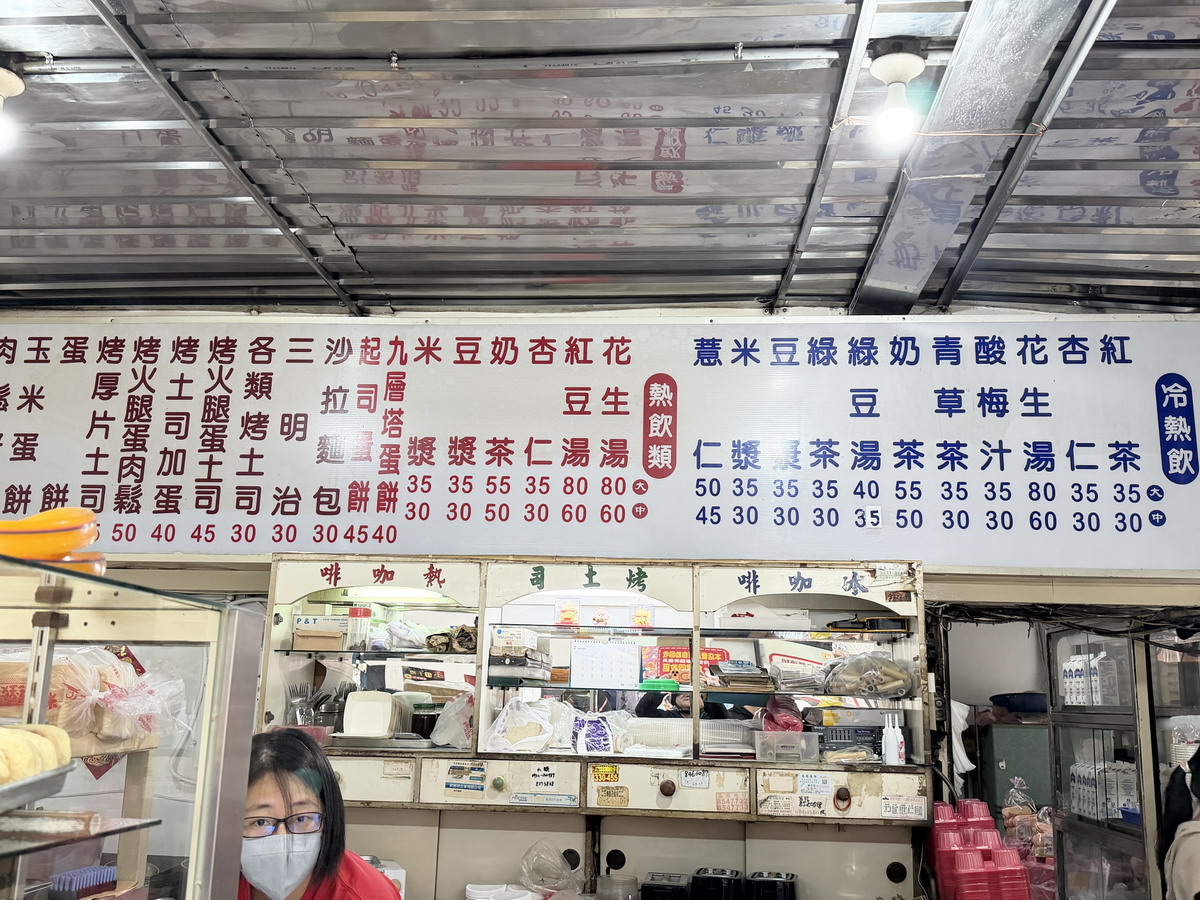 冷熱飲
大 中
紅茶 35 30
杏仁 35 30
花生湯 80 60
酸梅汁 35 30
青草茶 35 30
奶茶 55 50
綠豆湯 40 35
綠茶 35 30
豆漿 35 30
米漿 35 30
薏仁 50 45
熱飲類
大 中
花生湯 80 60
紅豆湯 80 60
杏仁 35 30
奶茶 55 50
豆漿 35 30
米漿 35 30
九層塔蛋餅 40
起司蛋餅 45
沙拉麵包 30
三明治 30
各類烤土司 30
烤火腿蛋土司 45
烤土司加蛋 40
烤火腿蛋肉鬆 50
烤厚片土司
蛋餅
玉米蛋餅
肉鬆
冰咖啡
烤土司
熱咖啡
P&T
330-455